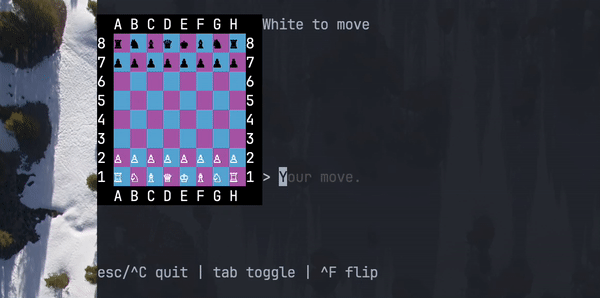 A B C D E F G H White to move
8 ♜ ♞ ♝ ♛ ♚ ♝ ♞ ♜ 8
7 ♟ ♟ ♟ ♟ ♟ ♟ ♟ ♟ 7
6 6
5 5
4 4
3 3
2 ♙ ♙ ♙ ♙ ♙ ♙ ♙ ♙ 2
1 ♖ ♘ ♗ ♕ ♔ ♗ ♘ ♖ 1 > Your move.
A B C D E F G H
esc/^C quit | tab toggle | ^F flip